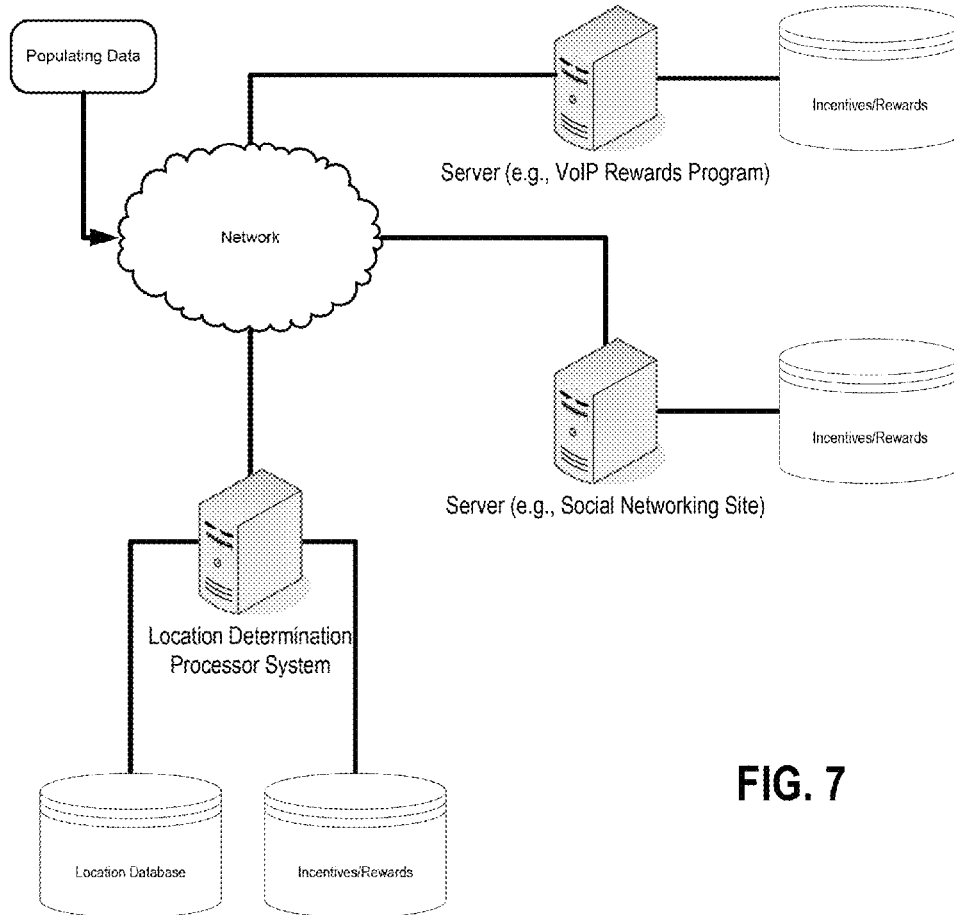 Populating Data
Incentives/Rewards
Server (e.g., VoIP Rewards Program)
Network
Incentives/Rewards
Server (e.g., Social Networking Site)
Location Determination
Processor System
FIG. 7
Location Database
Incentives/Rewards